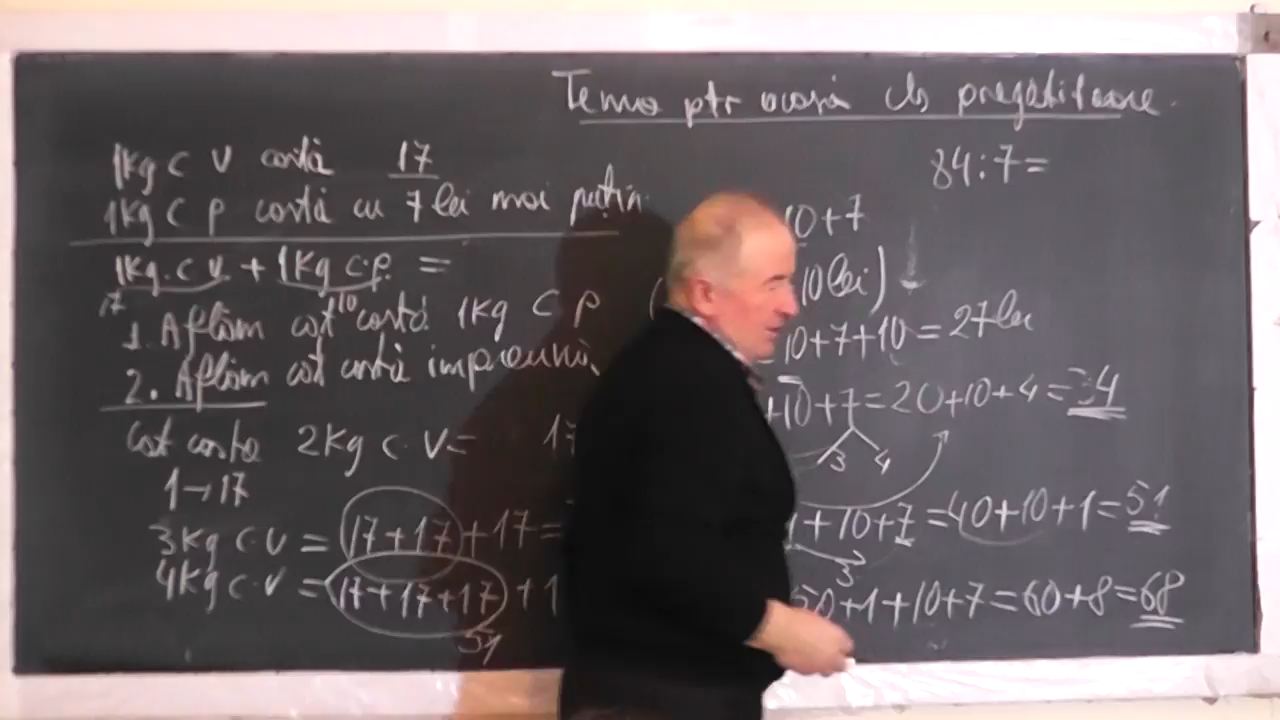 Tema ptr acasă cls pregătitoare.
1kg c v costă 17
84:7=
1kg c p costă cu 7 lei mai puțin
10+7
1kg. c v. + 1kg c.p. =
17 10
1. Aflăm cât costă 1kg c p (
10 lei)
10+7+10=27 lei
2. Aflăm cât costă împreună
+10+7=20+10+4=34
3 4
Cât costă 2kg c. v=
1→17
1+10+7=40+10+1=51
3
3kg c.v = (17+17)+17=
4kg c.v = (17+17+17)+1
51
50+1+10+7=60+8=68